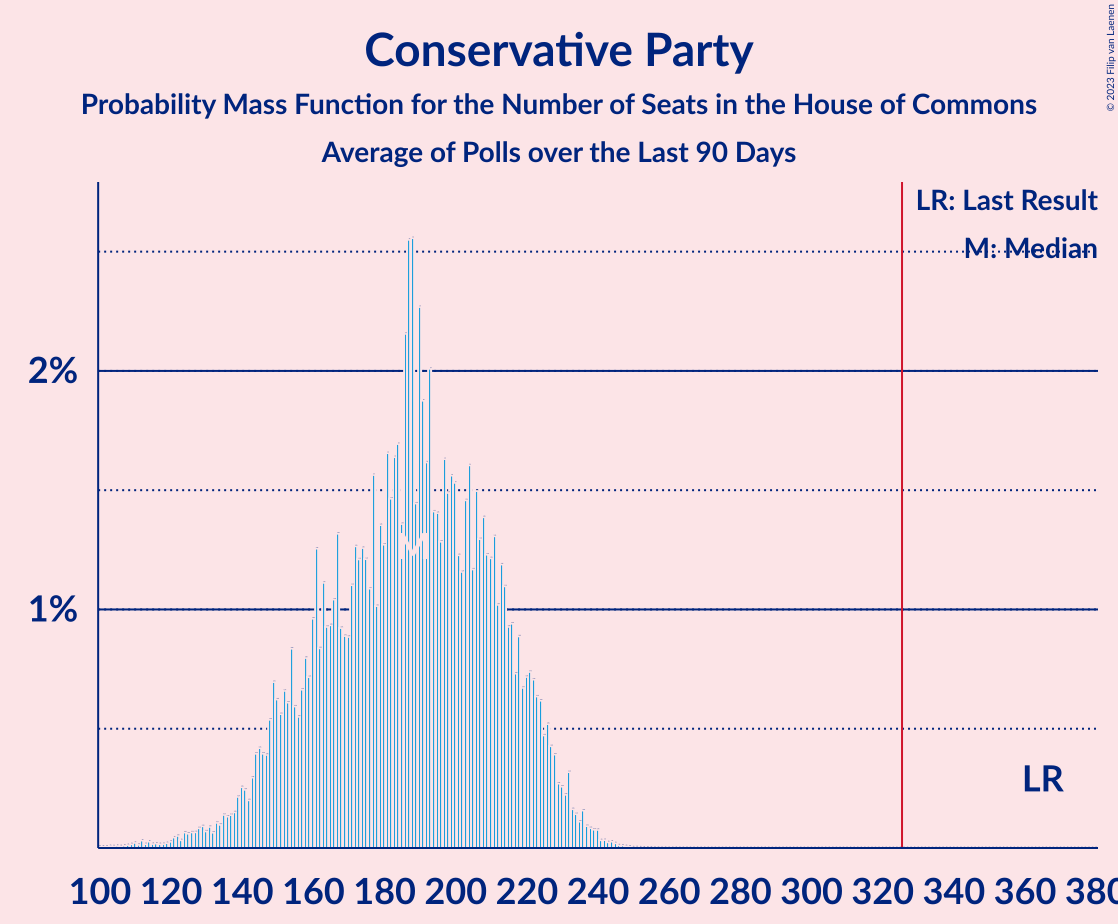 Conservative Party
Probability Mass Function for the Number of Seats in the House of Commons
Average of Polls over the Last 90 Days
© 2023 Filip van Laenen
LR: Last Result
M: Median
2%
1%
LR
100 120 140 160 180 200 220 240 260 280 300 320 340 360 380